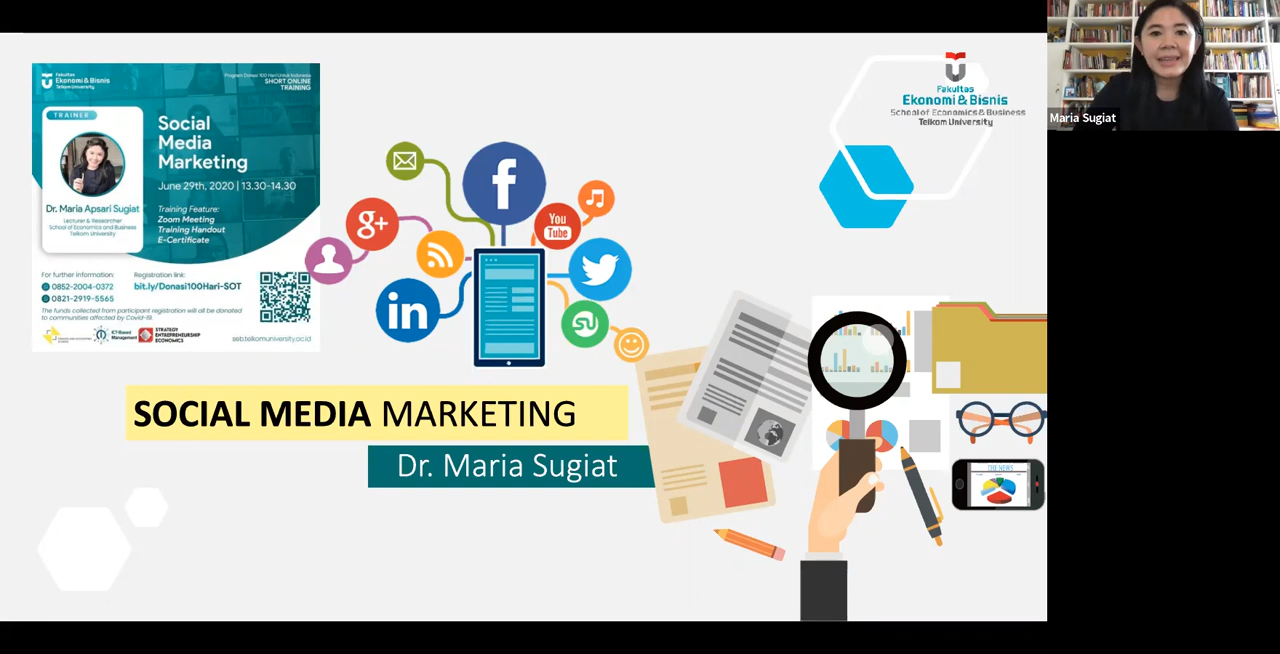 Fakultas
Ekonomi & Bisnis
Telkom University
Program Donasi 100 Hari Untuk Indonesia
SHORT ONLINE
TRAINING
TRAINER
Social
Media
Marketing
June 29th, 2020 | 13.30-14.30
Dr. Maria Apsari Sugiat
Lecturer & Researcher
School of Economics and Business
Telkom University
Training Feature:
Zoom Meeting
Training Handout
E-Certificate
For further information:
0852-2004-0372
0821-2919-5565
Registration link:
bit.ly/Donasi100Hari-SOT
The funds collected from participant registration will all be donated
to communities affected by Covid-19.
ICT-Based
Management
STRATEGY
ENTREPRENEURSHIP
ECONOMICS
seb.telkomuniversity.ac.id
f
g+
You
Tube
in
SOCIAL MEDIA MARKETING
Dr. Maria Sugiat
Fakultas
Ekonomi & Bisnis
School of Economics & Business
Telkom University
THE NEWS
Maria Sugiat